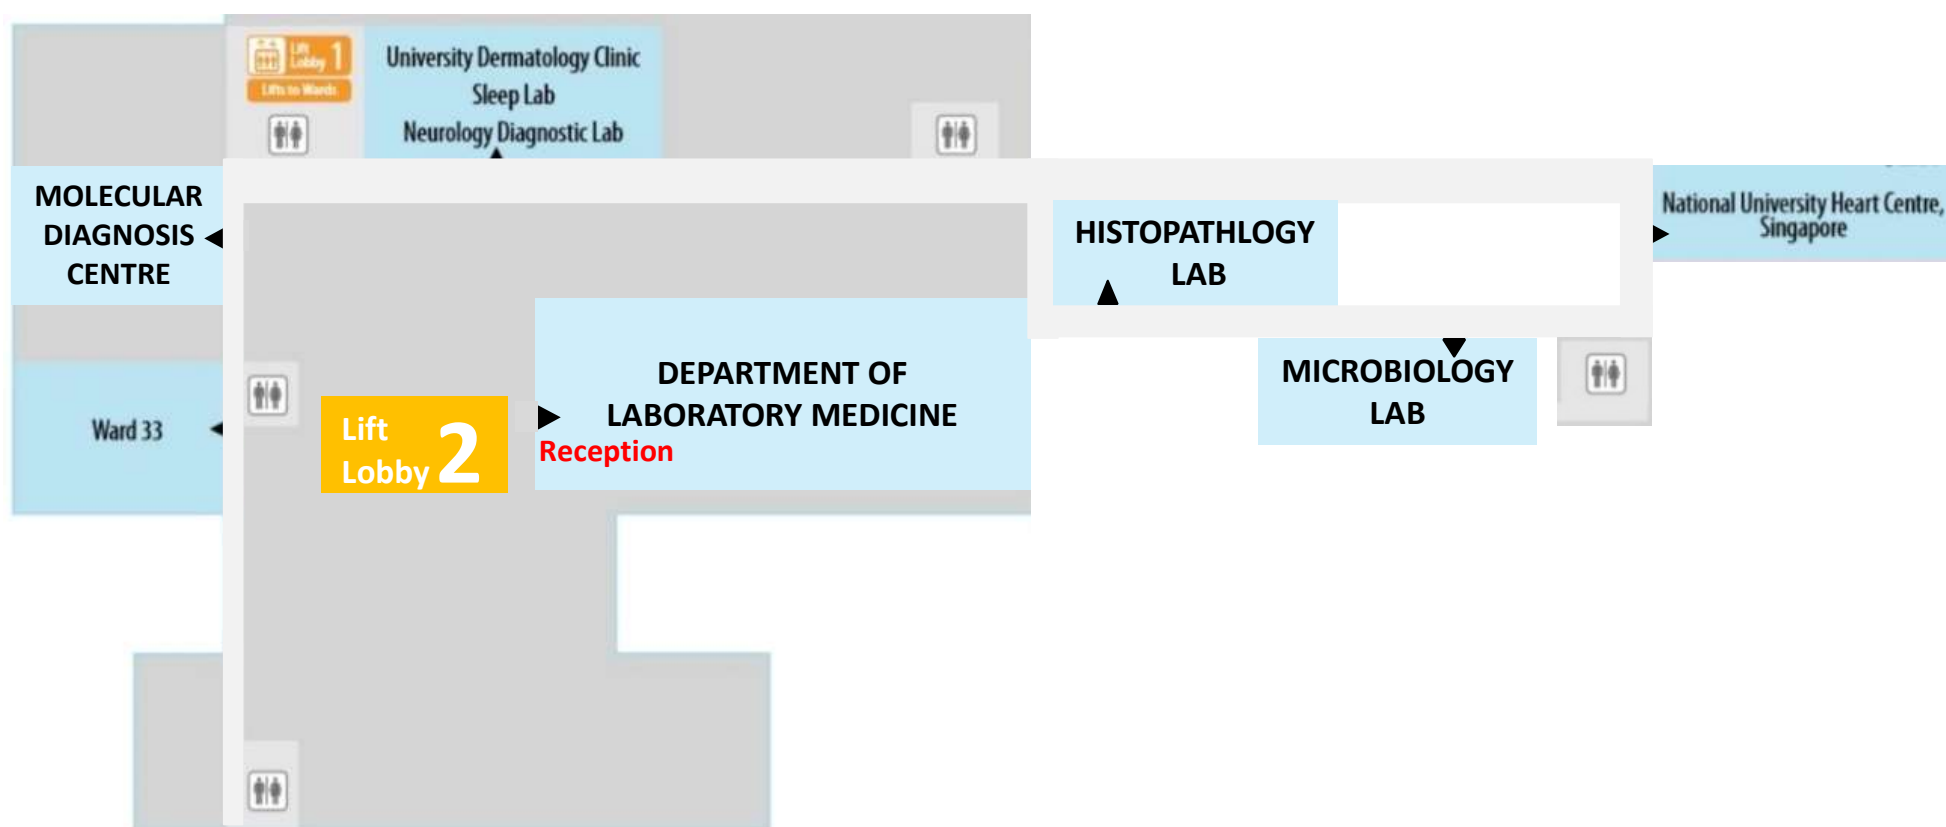 Lift
Lobby 1
Lifts to Wards
University Dermatology Clinic
Sleep Lab
Neurology Diagnostic Lab
MOLECULAR
DIAGNOSIS
CENTRE
HISTOPATHLOGY
LAB
National University Heart Centre,
Singapore
Ward 33
Lift
Lobby 2
DEPARTMENT OF
LABORATORY MEDICINE
Reception
MICROBIOLOGY
LAB